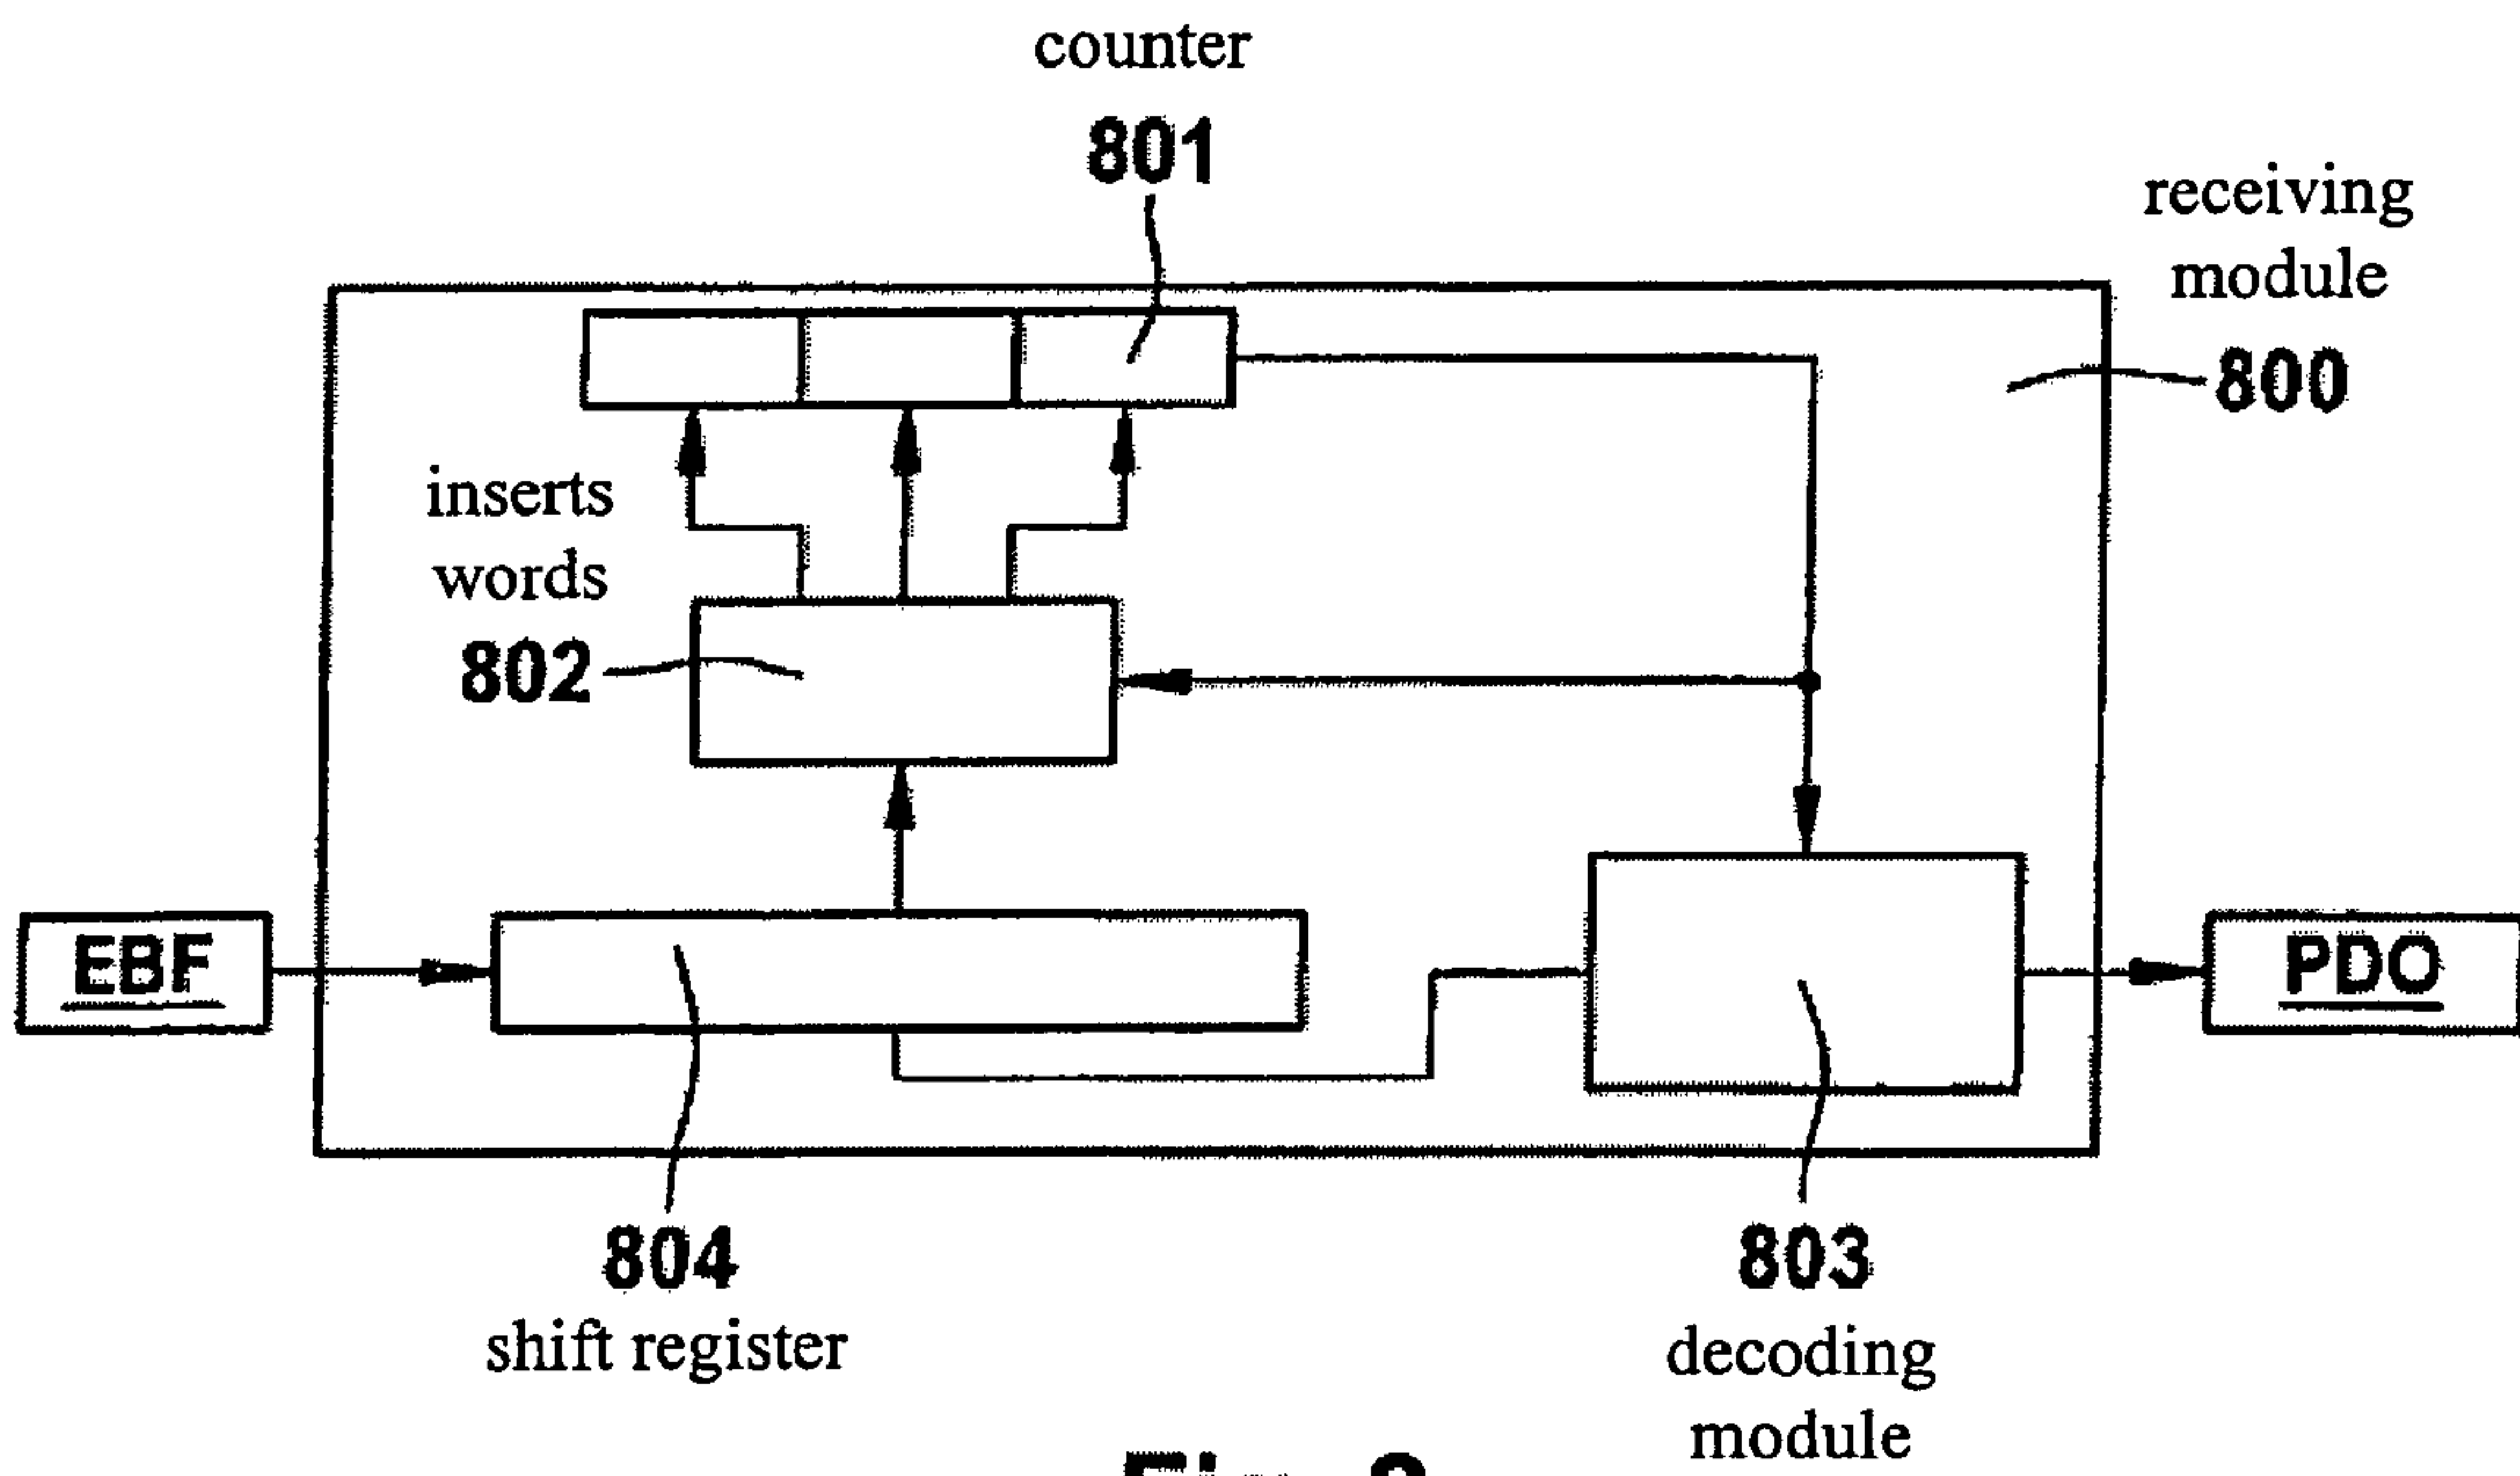 counter
801
receiving
module
800
inserts
words
802
EBF
PDO
804
shift register
803
decoding
module